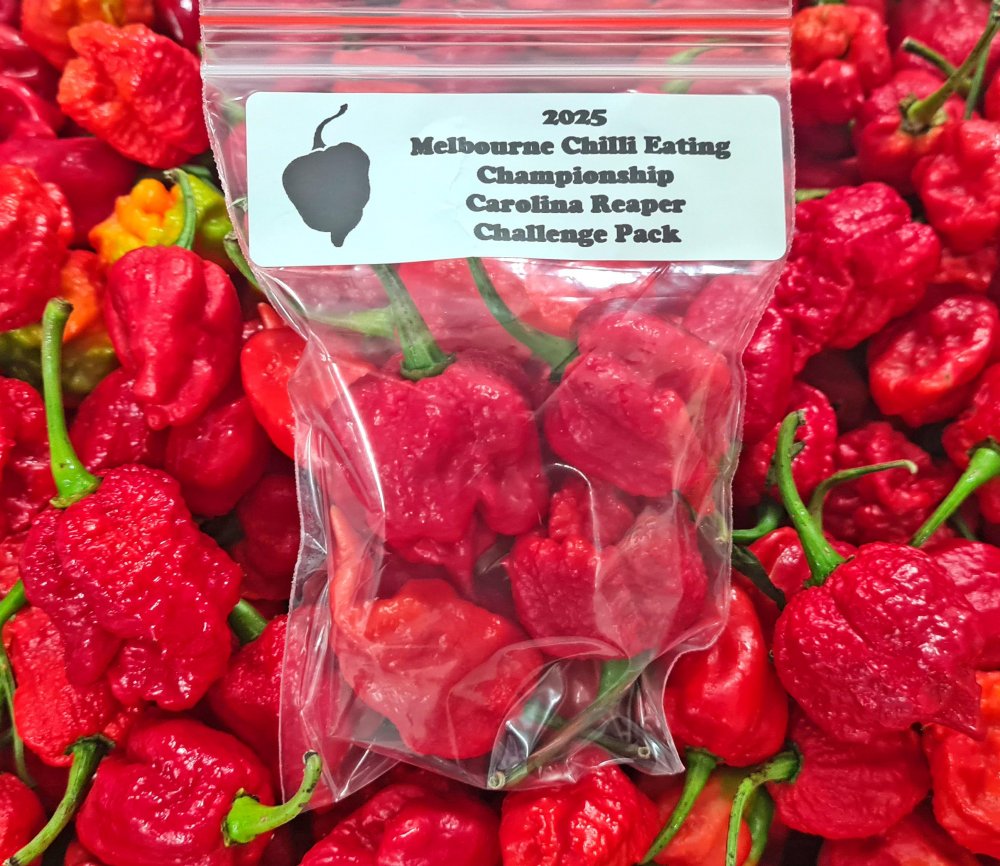 2025
Melbourne Chilli Eating
Championship
Carolina Reaper
Challenge Pack